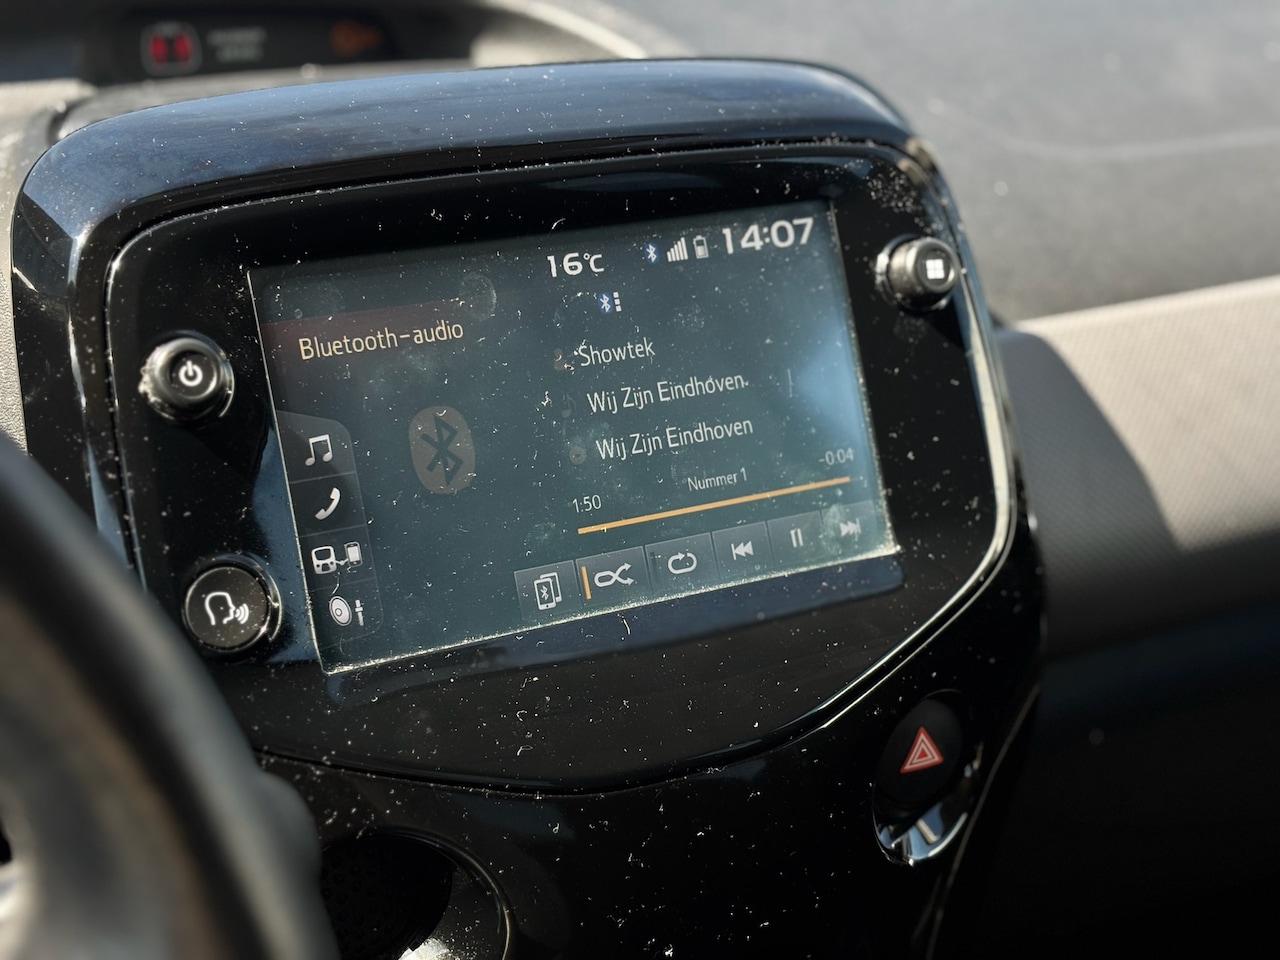 16°C
14:07
Bluetooth-audio
Showtek
Wij Zijn Eindhoven
Wij Zijn Eindhoven
1:50
Nummer 1
-0:04